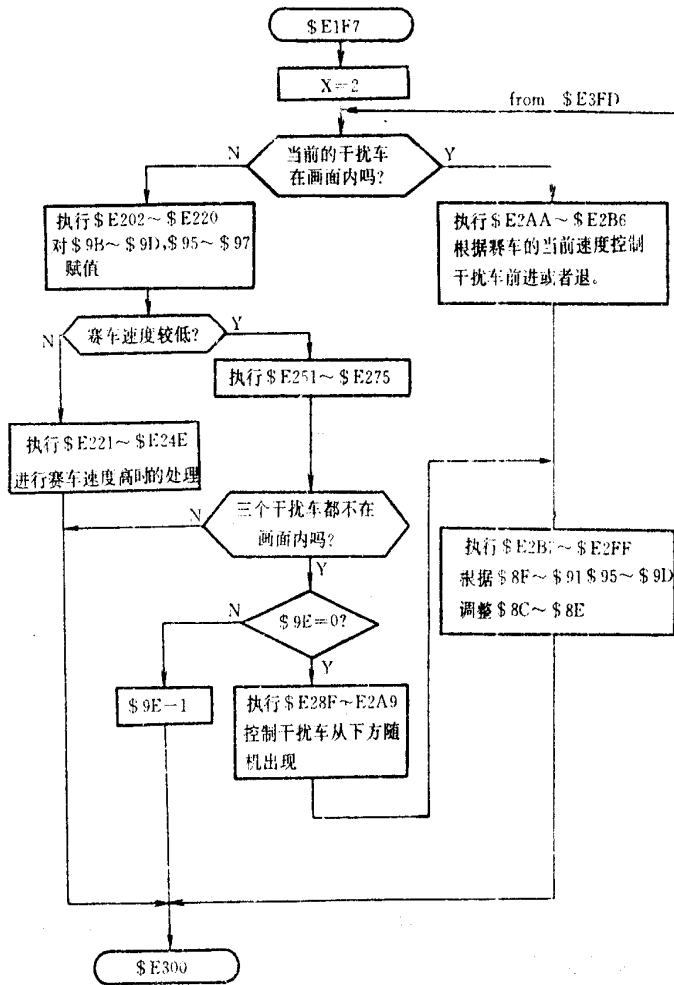 $E1F7
X=2
from $E3FD
N
当前的干扰车
在画面内吗?
Y
执行$E202~$E220
对$9B~$9D,$95~$97
赋值
执行$E2AA~$E2B6
根据赛车的当前速度控制
干扰车前进或者退。
N
赛车速度较低?
Y
执行$E251~$E275
执行$E221~$E24E
进行赛车速度高时的处理
N
三个干扰车都不在
画面内吗?
Y
执行$E2B7~$E2FF
根据$8F~$91$95~$9D
调整$8C~$8E
N
$9E=0?
Y
$9E-1
执行$E28F~E2A9
控制干扰车从下方随
机出现
$E300